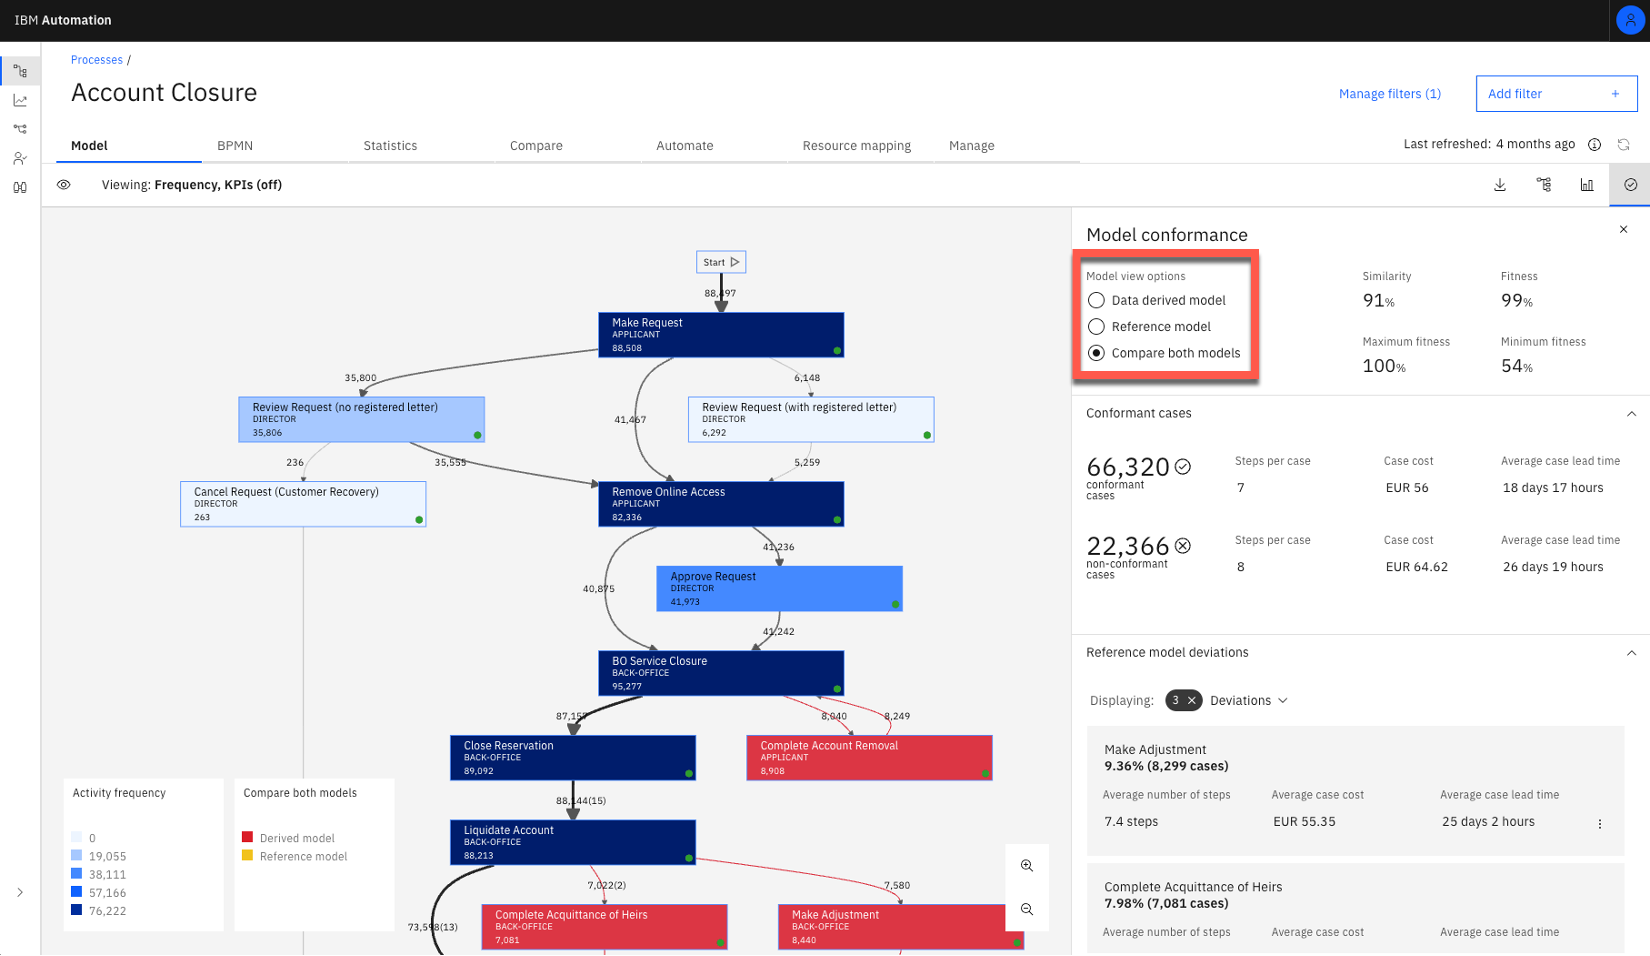 IBM Automation
Processes /
Account Closure
Manage filters (1)
Add filter +
Model BPMN Statistics Compare Automate Resource mapping Manage
Last refreshed: 4 months ago
Viewing: Frequency, KPIs (off)
Start
88,497
Make Request
APPLICANT
88,508
35,800
6,148
41,467
Review Request (no registered letter)
DIRECTOR
35,806
Review Request (with registered letter)
DIRECTOR
6,292
236
35,555
5,259
Cancel Request (Customer Recovery)
DIRECTOR
263
Remove Online Access
APPLICANT
82,336
41,236
40,875
Approve Request
DIRECTOR
41,973
41,242
BO Service Closure
BACK-OFFICE
95,277
87,157
8,040
8,249
Close Reservation
BACK-OFFICE
89,092
Complete Account Removal
APPLICANT
8,908
88,144(15)
Liquidate Account
BACK-OFFICE
88,213
7,022(2)
7,580
73,598(13)
Complete Acquittance of Heirs
BACK-OFFICE
7,081
Make Adjustment
BACK-OFFICE
8,440
Activity frequency
0
19,055
38,111
57,166
76,222
Compare both models
Derived model
Reference model
Model conformance
Model view options
Data derived model
Reference model
Compare both models
Similarity
91%
Fitness
99%
Maximum fitness
100%
Minimum fitness
54%
Conformant cases
66,320
conformant
cases
Steps per case
7
Case cost
EUR 56
Average case lead time
18 days 17 hours
22,366
non-conformant
cases
Steps per case
8
Case cost
EUR 64.62
Average case lead time
26 days 19 hours
Reference model deviations
Displaying: 3 × Deviations
Make Adjustment
9.36% (8,299 cases)
Average number of steps
7.4 steps
Average case cost
EUR 55.35
Average case lead time
25 days 2 hours
Complete Acquittance of Heirs
7.98% (7,081 cases)
Average number of steps
Average case cost
Average case lead time